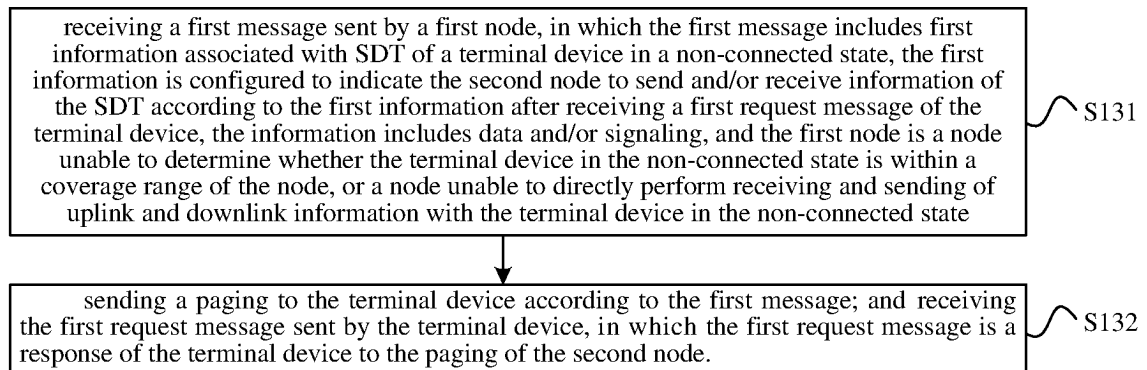 receiving a first message sent by a first node, in which the first message includes first
information associated with SDT of a terminal device in a non-connected state, the first
information is configured to indicate the second node to send and/or receive information of
the SDT according to the first information after receiving a first request message of the
terminal device, the information includes data and/or signaling, and the first node is a node
unable to determine whether the terminal device in the non-connected state is within a
coverage range of the node, or a node unable to directly perform receiving and sending of
uplink and downlink information with the terminal device in the non-connected state
S131
sending a paging to the terminal device according to the first message; and receiving
the first request message sent by the terminal device, in which the first request message is a
response of the terminal device to the paging of the second node.
S132